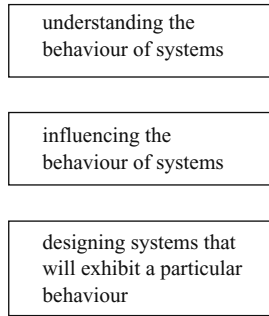 understanding the
behaviour of systems
influencing the
behaviour of systems
designing systems that
will exhibit a particular
behaviour